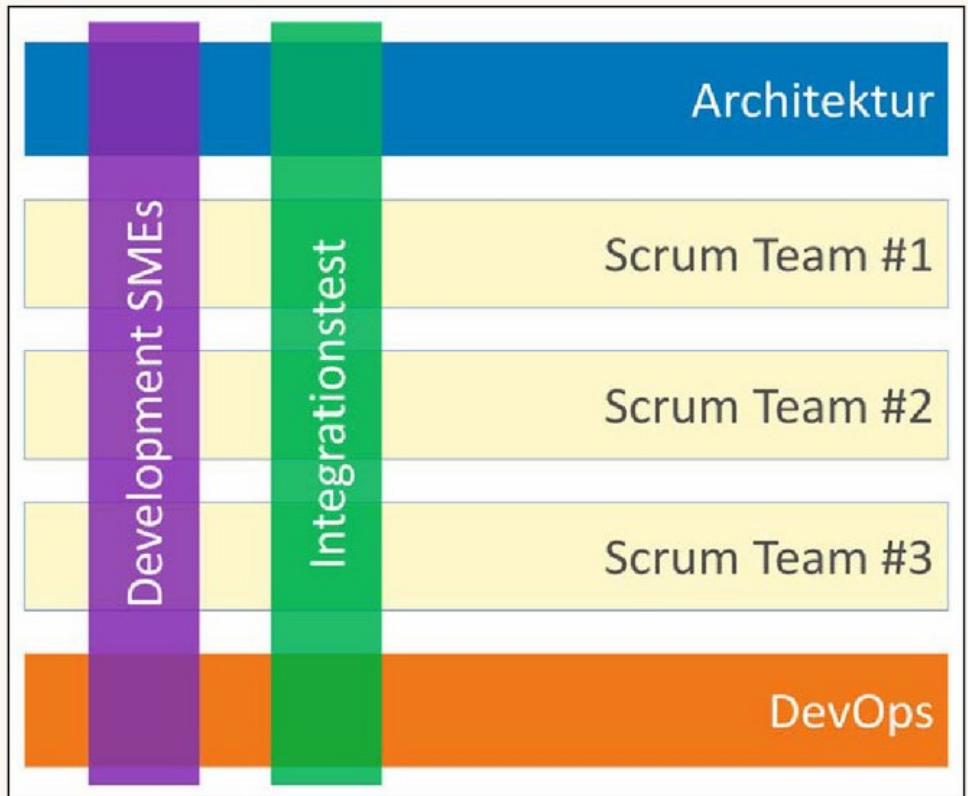 Architektur
Development SMEs
Integrationstest
Scrum Team #1
Scrum Team #2
Scrum Team #3
DevOps